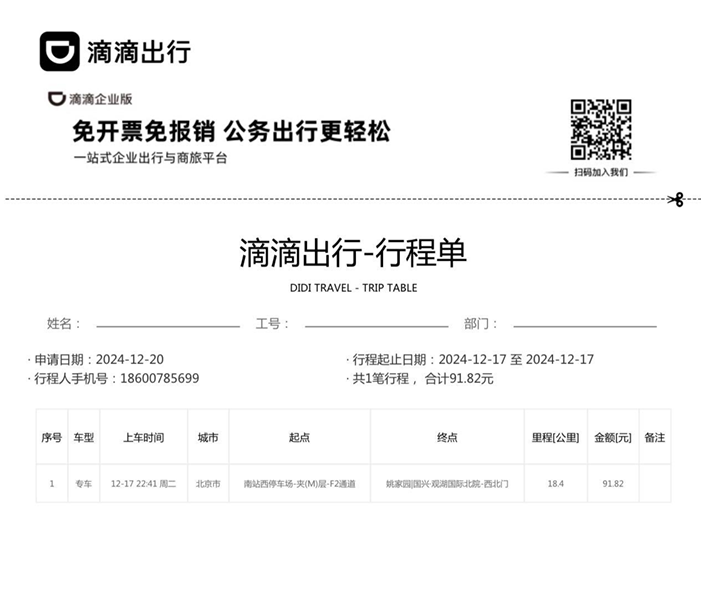 滴滴出行
滴滴企业版
免开票免报销 公务出行更轻松
一站式企业出行与商旅平台
扫码加入我们
滴滴出行-行程单
DIDI TRAVEL - TRIP TABLE
姓名： 工号： 部门：
· 申请日期：2024-12-20 · 行程起止日期：2024-12-17 至 2024-12-17
· 行程人手机号：18600785699 · 共1笔行程， 合计91.82元
序号 车型 上车时间 城市 起点 终点 里程[公里] 金额[元] 备注
1 专车 12-17 22:41 周二 北京市 南站西停车场-夹(M)层-F2通道 姚家园|国兴·观湖国际北院-西北门 18.4 91.82